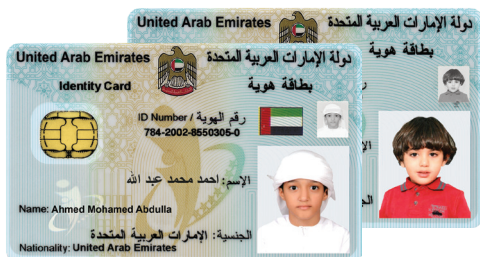 United Arab Emirates دولة الإمارات العربية المتحدة
بطاقة هوية
United Arab Emirates دولة الإمارات العربية المتحدة
Identity Card بطاقة هوية
ID Number / رقم الهوية
784-2002-8550305-0
الإسم: احمد محمد عبد الله
Name: Ahmed Mohamed Abdulla
الجنسية: الإمارات العربية المتحدة
Nationality: United Arab Emirates